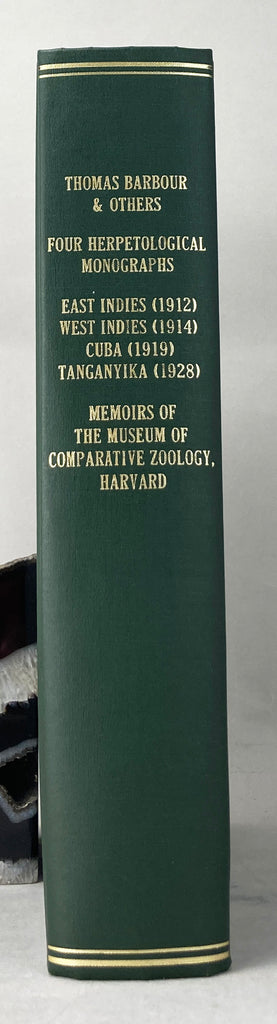 THOMAS BARBOUR
& OTHERS
FOUR HERPETOLOGICAL
MONOGRAPHS
EAST INDIES (1912)
WEST INDIES (1914)
CUBA (1919)
TANGANYIKA (1928)
MEMOIRS OF
THE MUSEUM OF
COMPARATIVE ZOOLOGY,
HARVARD